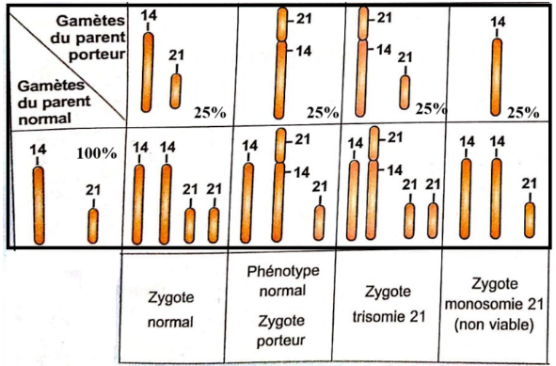 Gamètes
du parent
porteur
Gamètes
du parent
normal
14
21
25%
21
14
25%
21
14
21
25%
14
25%
14
100%
21
14 14
21 21
14
21
14
21
14
21
14
21 21
14 14
21
Zygote
normal
Phénotype
normal
Zygote
porteur
Zygote
trisomie 21
Zygote
monosomie 21
(non viable)